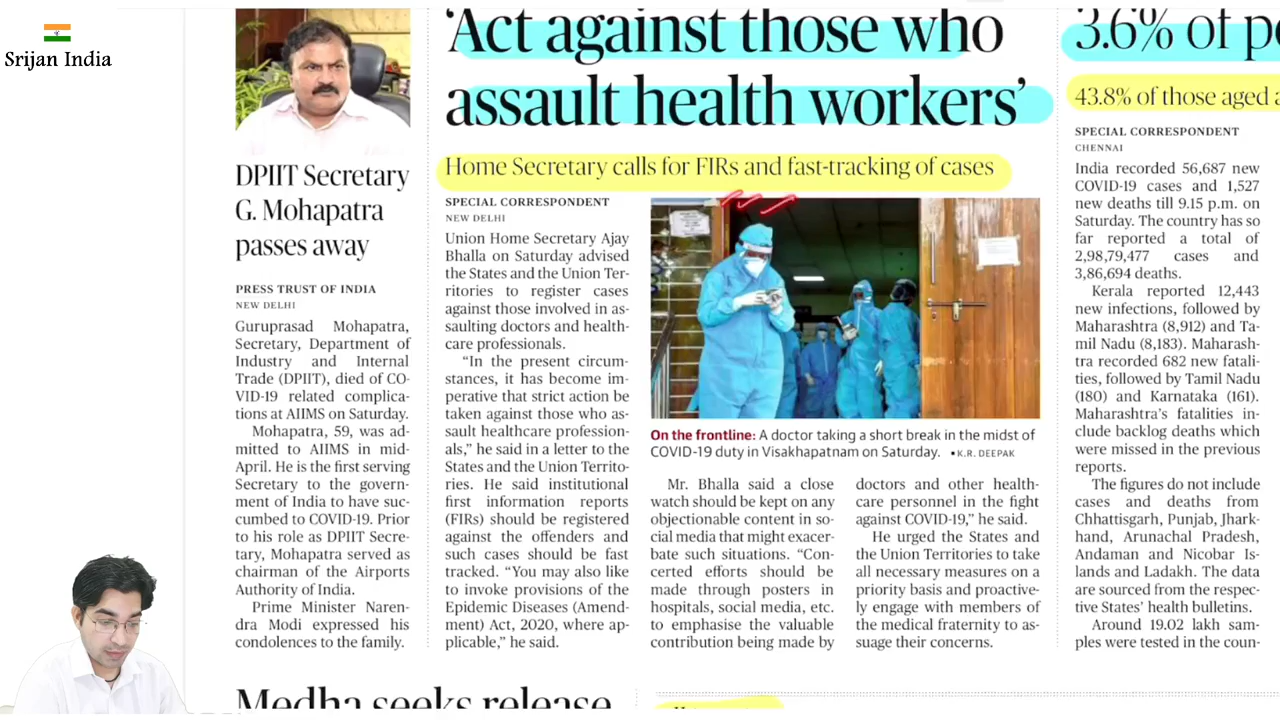 Srijan India
DPIIT Secretary
G. Mohapatra
passes away
PRESS TRUST OF INDIA
NEW DELHI
Guruprasad Mohapatra,
Secretary, Department of
Industry and Internal
Trade (DPIIT), died of CO-
VID-19 related complica-
tions at AIIMS on Saturday.
Mohapatra, 59, was ad-
mitted to AIIMS in mid-
April. He is the first serving
Secretary to the govern-
ment of India to have suc-
cumbed to COVID-19. Prior
to his role as DPIIT Secre-
tary, Mohapatra served as
chairman of the Airports
Authority of India.
Prime Minister Naren-
dra Modi expressed his
condolences to the family.
‘Act against those who
assault health workers’
Home Secretary calls for FIRs and fast-tracking of cases
SPECIAL CORRESPONDENT
NEW DELHI
Union Home Secretary Ajay
Bhalla on Saturday advised
the States and the Union Ter-
ritories to register cases
against those involved in as-
saulting doctors and health-
care professionals.
“In the present circum-
stances, it has become im-
perative that strict action be
taken against those who as-
sault healthcare profession-
als,” he said in a letter to the
States and the Union Territo-
ries. He said institutional
first information reports
(FIRs) should be registered
against the offenders and
such cases should be fast
tracked. “You may also like
to invoke provisions of the
Epidemic Diseases (Amend-
ment) Act, 2020, where ap-
plicable,” he said.
On the frontline: A doctor taking a short break in the midst of
COVID-19 duty in Visakhapatnam on Saturday. • K.R. DEEPAK
Mr. Bhalla said a close
watch should be kept on any
objectionable content in so-
cial media that might exacer-
bate such situations. “Con-
certed efforts should be
made through posters in
hospitals, social media, etc.
to emphasise the valuable
contribution being made by
doctors and other health-
care personnel in the fight
against COVID-19,” he said.
He urged the States and
the Union Territories to take
all necessary measures on a
priority basis and proactive-
ly engage with members of
the medical fraternity to as-
suage their concerns.
3.6% of
43.8% of those aged
SPECIAL CORRESPONDENT
CHENNAI
India recorded 56,687 new
COVID-19 cases and 1,527
new deaths till 9.15 p.m. on
Saturday. The country has so
far reported a total of
2,98,79,477 cases and
3,86,694 deaths.
Kerala reported 12,443
new infections, followed by
Maharashtra (8,912) and Ta-
mil Nadu (8,183). Maharash-
tra recorded 682 new fatali-
ties, followed by Tamil Nadu
(180) and Karnataka (161).
Maharashtra’s fatalities in-
clude backlog deaths which
were missed in the previous
reports.
The figures do not include
cases and deaths from
Chhattisgarh, Punjab, Jhark-
hand, Arunachal Pradesh,
Andaman and Nicobar Is-
lands and Ladakh. The data
are sourced from the respec-
tive States’ health bulletins.
Around 19.02 lakh sam-
ples were tested in the coun-
Medha seeks release